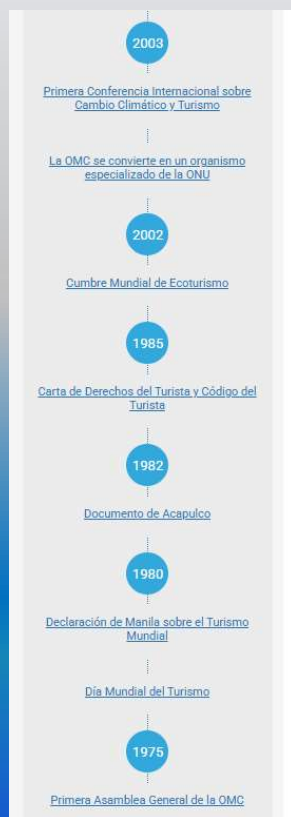 2003
Primera Conferencia Internacional sobre
Cambio Climático y Turismo
La OMC se convierte en un organismo
especializado de la ONU
2002
Cumbre Mundial de Ecoturismo
1985
Carta de Derechos del Turista y Código del
Turista
1982
Documento de Acapulco
1980
Declaración de Manila sobre el Turismo
Mundial
Día Mundial del Turismo
1975
Primera Asamblea General de la OMC